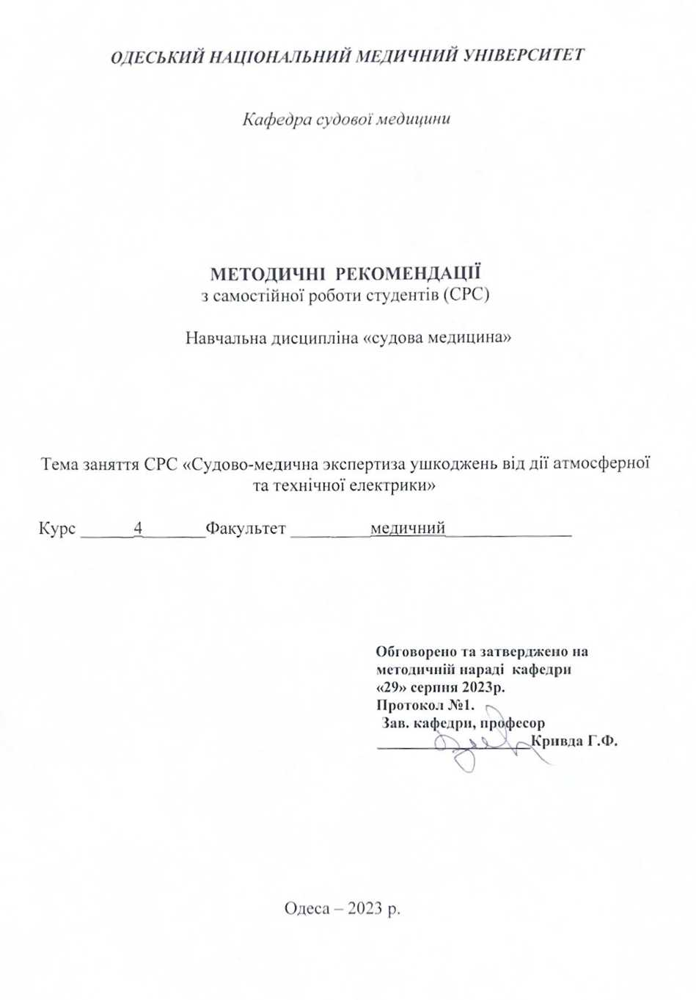 ОДЕСЬКИЙ НАЦІОНАЛЬНИЙ МЕДИЧНИЙ УНІВЕРСИТЕТ
Кафедра судової медицини
МЕТОДИЧНІ РЕКОМЕНДАЦІЇ
з самостійної роботи студентів (СРС)
Навчальна дисципліна «судова медицина»
Тема заняття СРС «Судово-медична экспертиза ушкоджень від дії атмосферної
та технічної електрики»
Курс ______4_______Факультет _________медичний______________
Обговорено та затверджено на
методичній нараді кафедри
«29» серпня 2023р.
Протокол №1.
Зав. кафедри, професор
___________________Кривда Г.Ф.
Одеса – 2023 р.